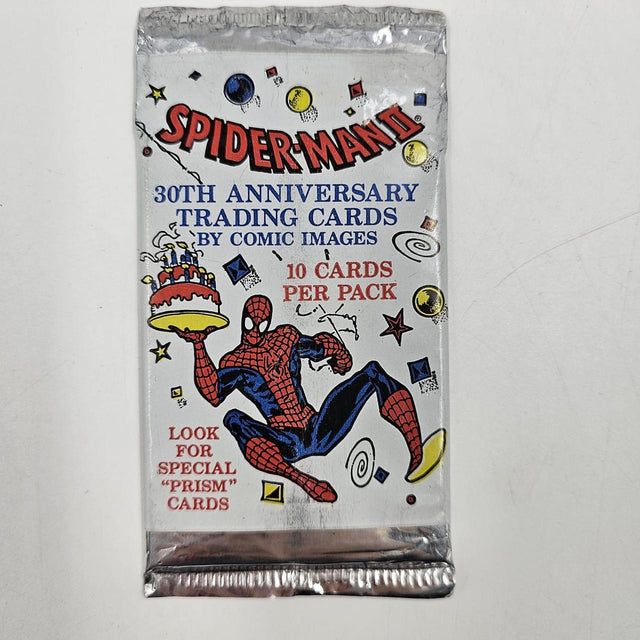 SPIDER-MAN II®
30TH ANNIVERSARY
TRADING CARDS
BY COMIC IMAGES
10 CARDS
PER PACK
LOOK
FOR
SPECIAL
"PRISM"
CARDS